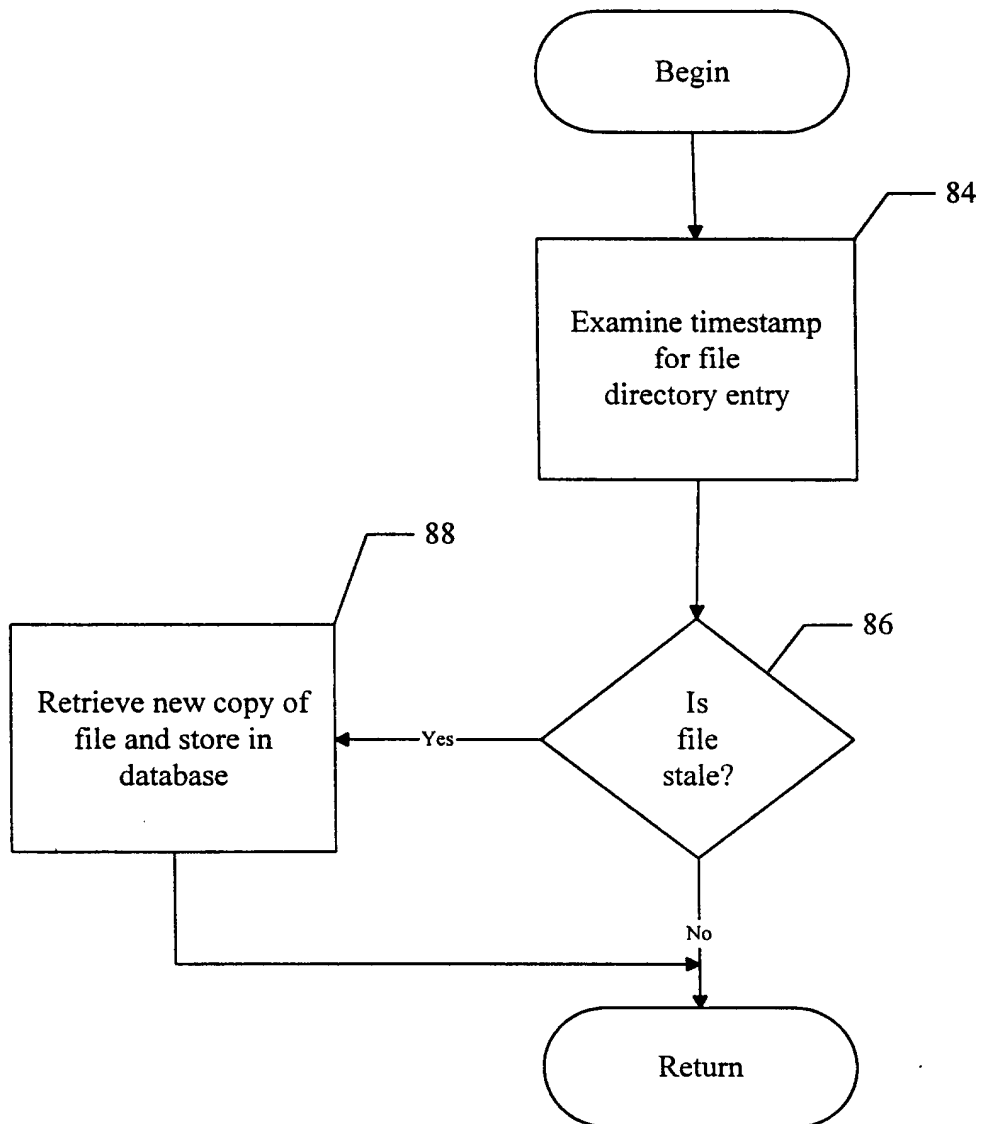 Begin
84
Examine timestamp
for file
directory entry
88
86
Retrieve new copy of
file and store in
database
Yes
Is
file
stale?
No
Return